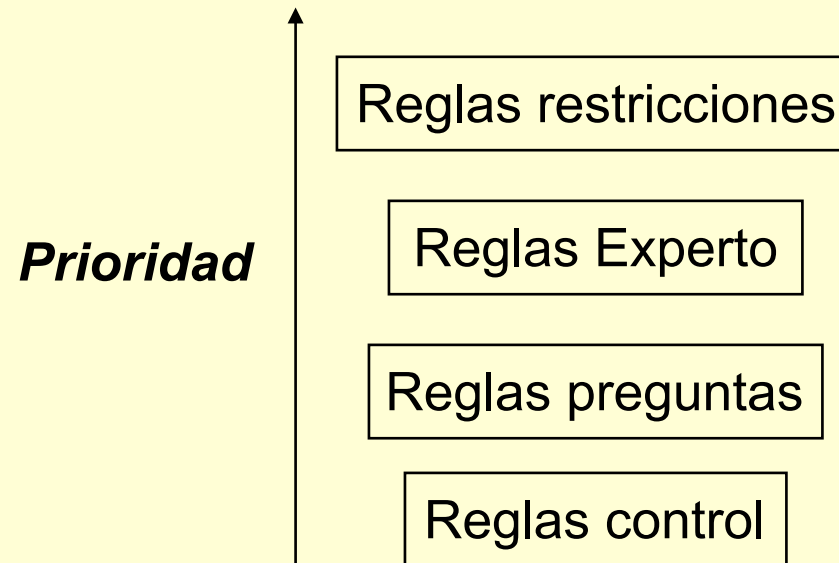 Reglas restricciones
Reglas Experto
Prioridad
Reglas preguntas
Reglas control